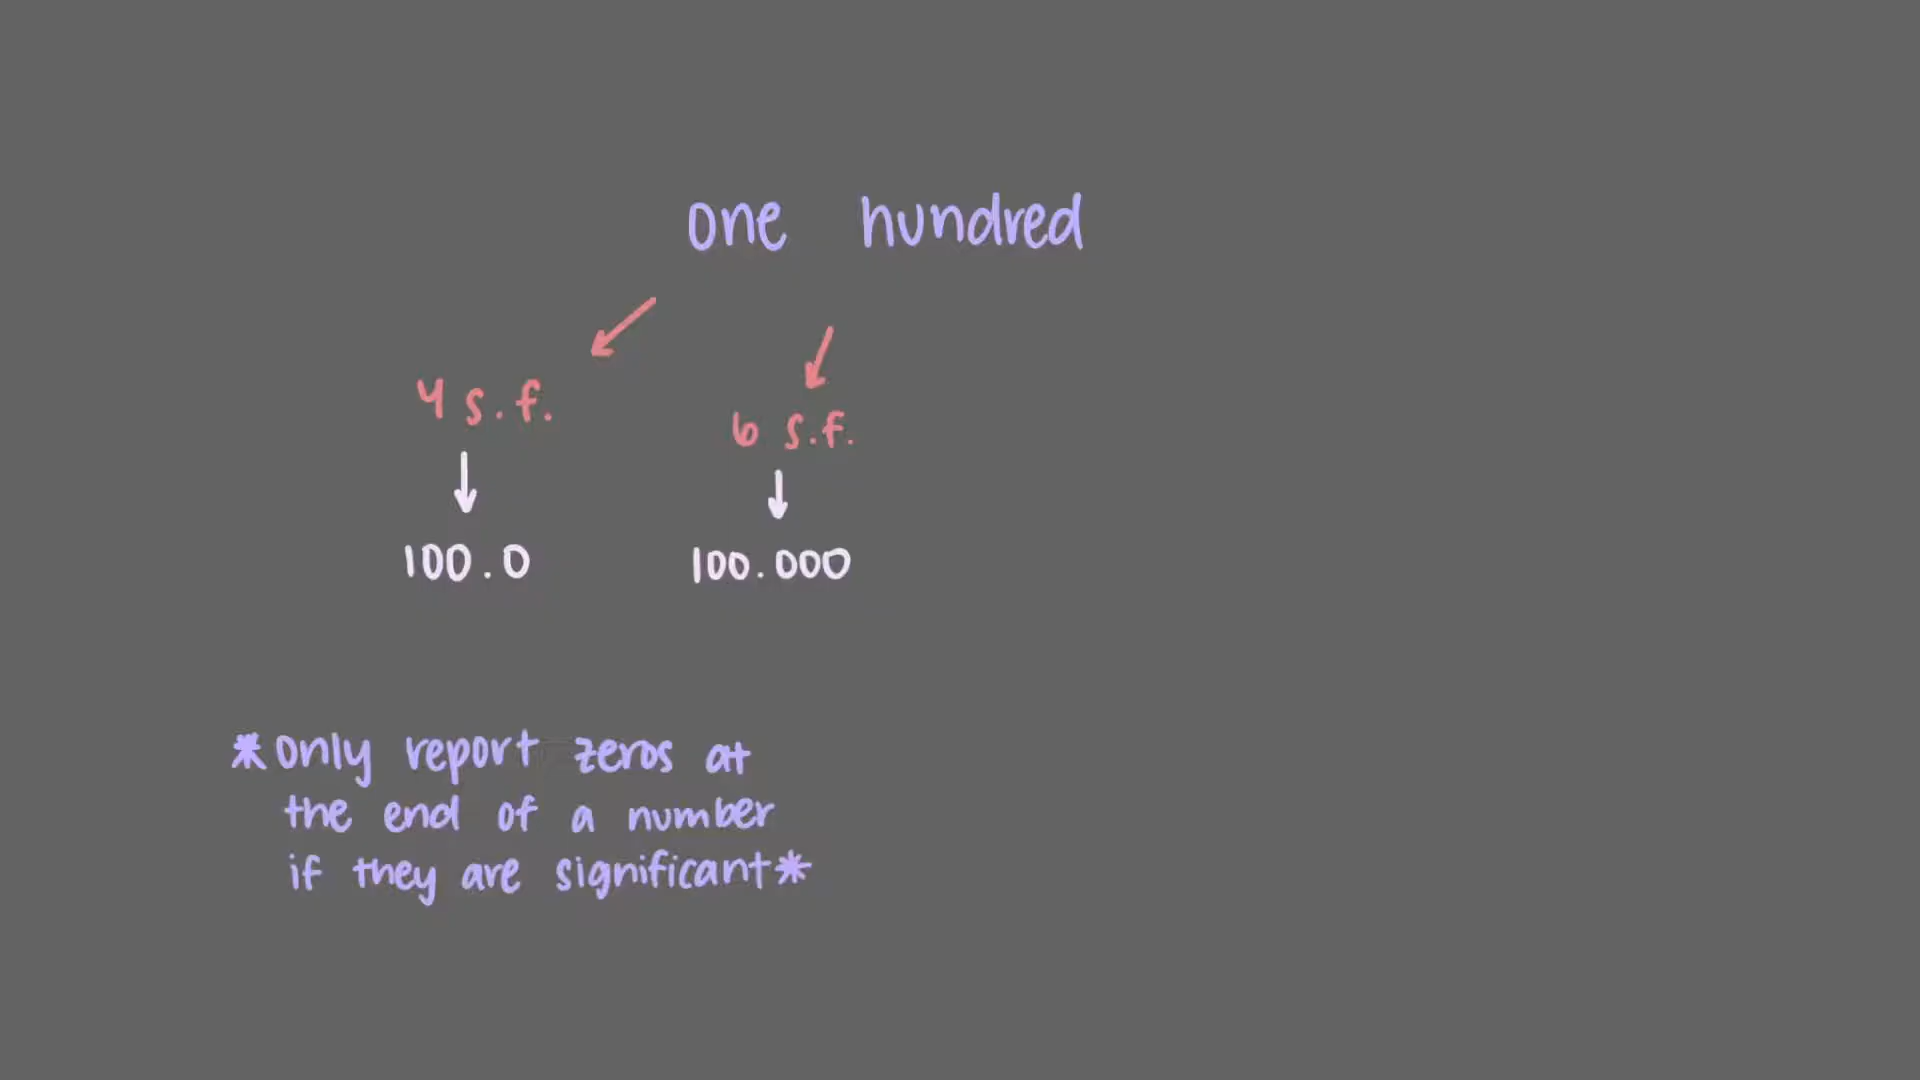 one hundred
4 s.f.
6 s.f.
100.0
100.000
*only report zeros at
the end of a number
if they are significant*